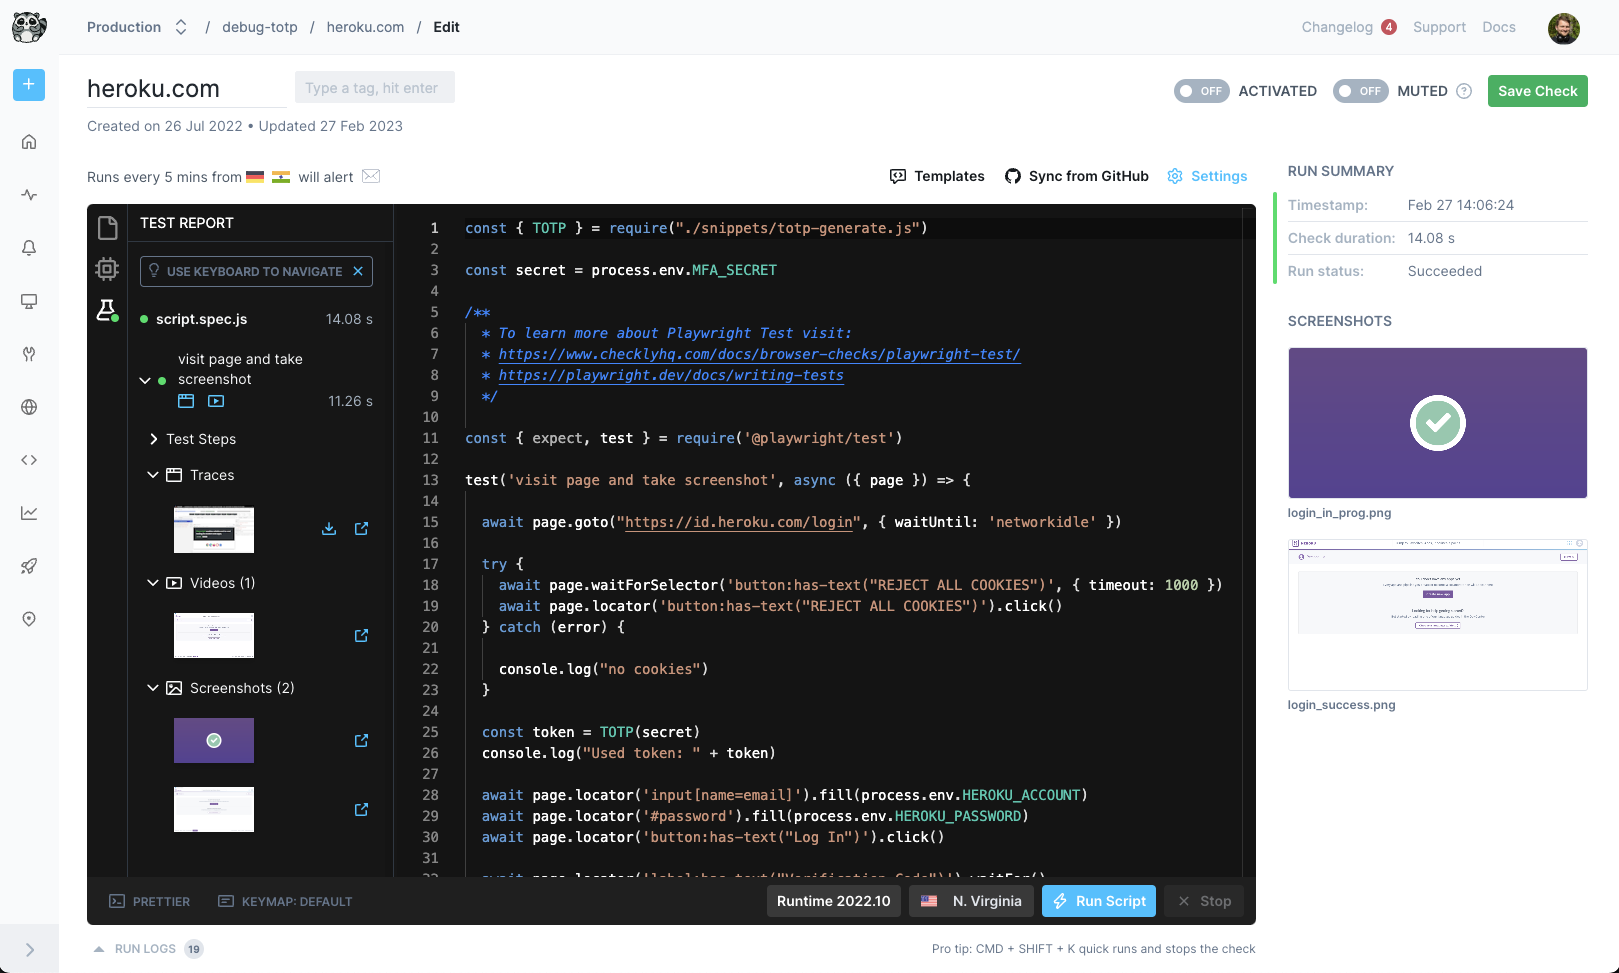 Production / debug-totp / heroku.com / Edit
Changelog 4 Support Docs
heroku.com
Type a tag, hit enter
OFF ACTIVATED OFF MUTED ? Save Check
Created on 26 Jul 2022 • Updated 27 Feb 2023
Runs every 5 mins from will alert
Templates Sync from GitHub Settings
TEST REPORT
USE KEYBOARD TO NAVIGATE ×
script.spec.js 14.08 s
visit page and take
screenshot
11.26 s
Test Steps
Traces
Videos (1)
Screenshots (2)
1 const { TOTP } = require("./snippets/totp-generate.js")
2
3 const secret = process.env.MFA_SECRET
4
5 /**
6 * To learn more about Playwright Test visit:
7 * https://www.checklyhq.com/docs/browser-checks/playwright-test/
8 * https://playwright.dev/docs/writing-tests
9 */
10
11 const { expect, test } = require('@playwright/test')
12
13 test('visit page and take screenshot', async ({ page }) => {
14
15 await page.goto("https://id.heroku.com/login", { waitUntil: 'networkidle' })
16
17 try {
18 await page.waitForSelector('button:has-text("REJECT ALL COOKIES")', { timeout: 1000 })
19 await page.locator('button:has-text("REJECT ALL COOKIES")').click()
20 } catch (error) {
21
22 console.log("no cookies")
23 }
24
25 const token = TOTP(secret)
26 console.log("Used token: " + token)
27
28 await page.locator('input[name=email]').fill(process.env.HEROKU_ACCOUNT)
29 await page.locator('#password').fill(process.env.HEROKU_PASSWORD)
30 await page.locator('button:has-text("Log In")').click()
31
32 await page.locator('label:has-text("Verification Code")').waitFor()
PRETTIER KEYMAP: DEFAULT
Runtime 2022.10 N. Virginia Run Script × Stop
RUN LOGS 19
Pro tip: CMD + SHIFT + K quick runs and stops the check
RUN SUMMARY
Timestamp: Feb 27 14:06:24
Check duration: 14.08 s
Run status: Succeeded
SCREENSHOTS
login_in_prog.png
HEROKU
login_success.png